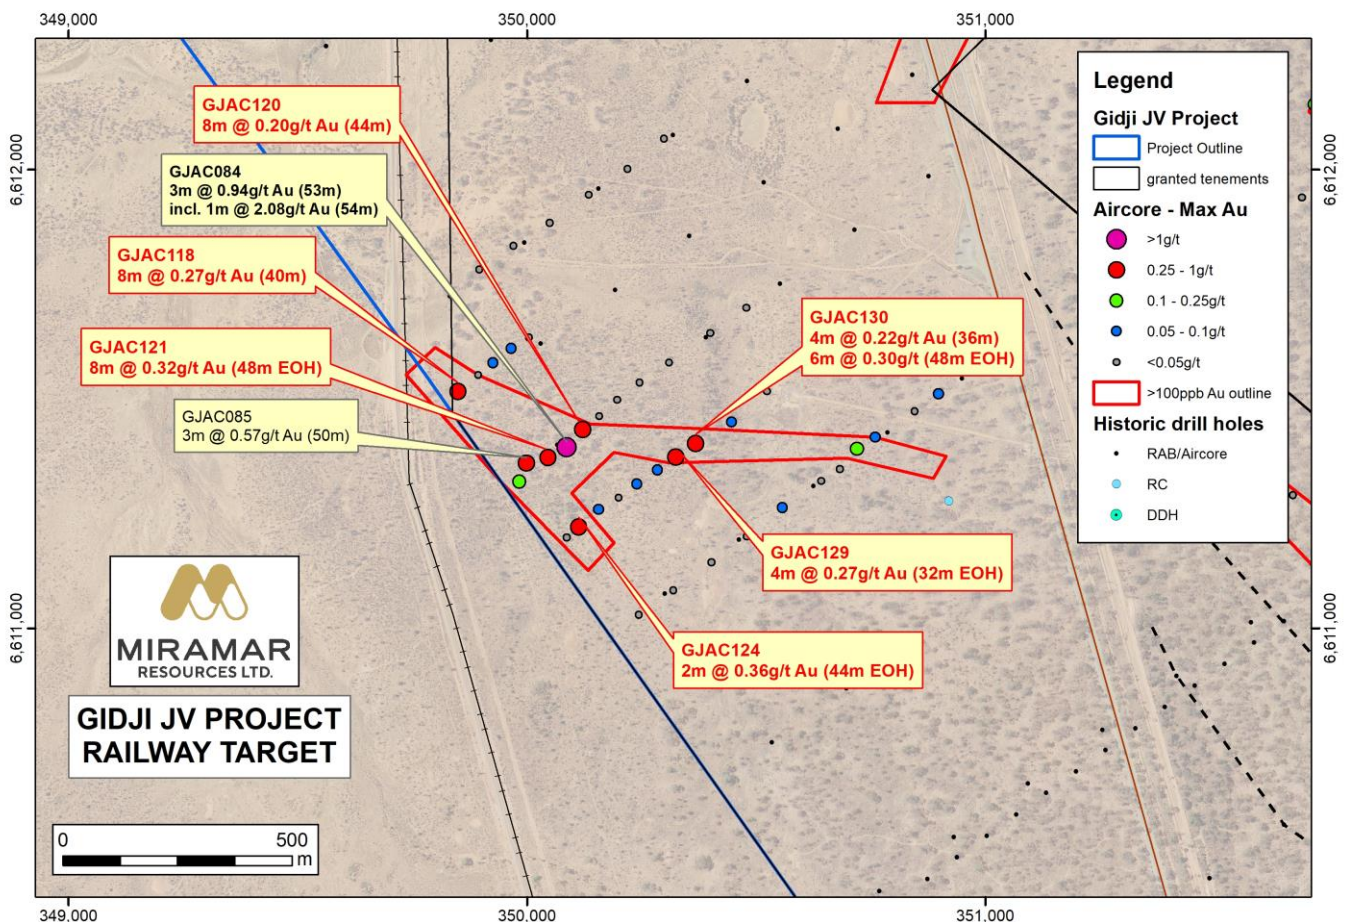 349,000
350,000
351,000
6,612,000
6,611,000
GJAC120
8m @ 0.20g/t Au (44m)
GJAC084
3m @ 0.94g/t Au (53m)
incl. 1m @ 2.08g/t Au (54m)
GJAC118
8m @ 0.27g/t Au (40m)
GJAC121
8m @ 0.32g/t Au (48m EOH)
GJAC085
3m @ 0.57g/t Au (50m)
GJAC130
4m @ 0.22g/t Au (36m)
6m @ 0.30g/t (48m EOH)
GJAC129
4m @ 0.27g/t Au (32m EOH)
GJAC124
2m @ 0.36g/t Au (44m EOH)
Legend
Gidji JV Project
Project Outline
granted tenements
Aircore - Max Au
>1g/t
0.25 - 1g/t
0.1 - 0.25g/t
0.05 - 0.1g/t
<0.05g/t
>100ppb Au outline
Historic drill holes
RAB/Aircore
RC
DDH
6,612,000
6,611,000
MIRAMAR
RESOURCES LTD.
GIDJI JV PROJECT
RAILWAY TARGET
0 500
m
349,000
350,000
351,000